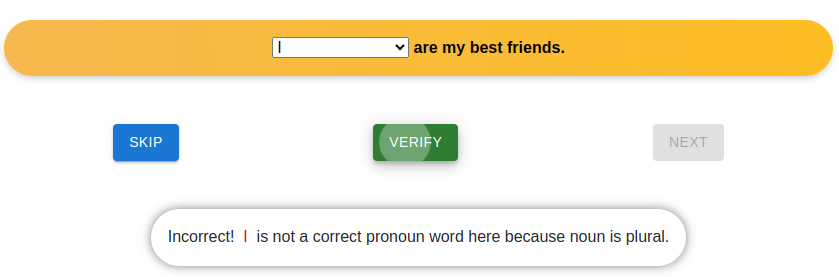 I are my best friends.
SKIP VERIFY NEXT
Incorrect! I is not a correct pronoun word here because noun is plural.